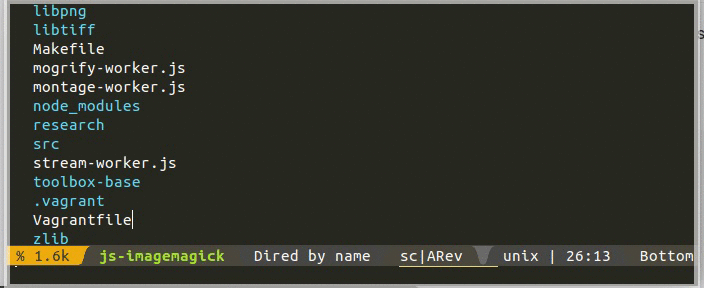 libpng
libtiff
Makefile
mogrify-worker.js
montage-worker.js
node_modules
research
src
stream-worker.js
toolbox-base
.vagrant
Vagrantfile
zlib
% 1.6k js-imagemagick Dired by name sc|ARev unix | 26:13 Bottom